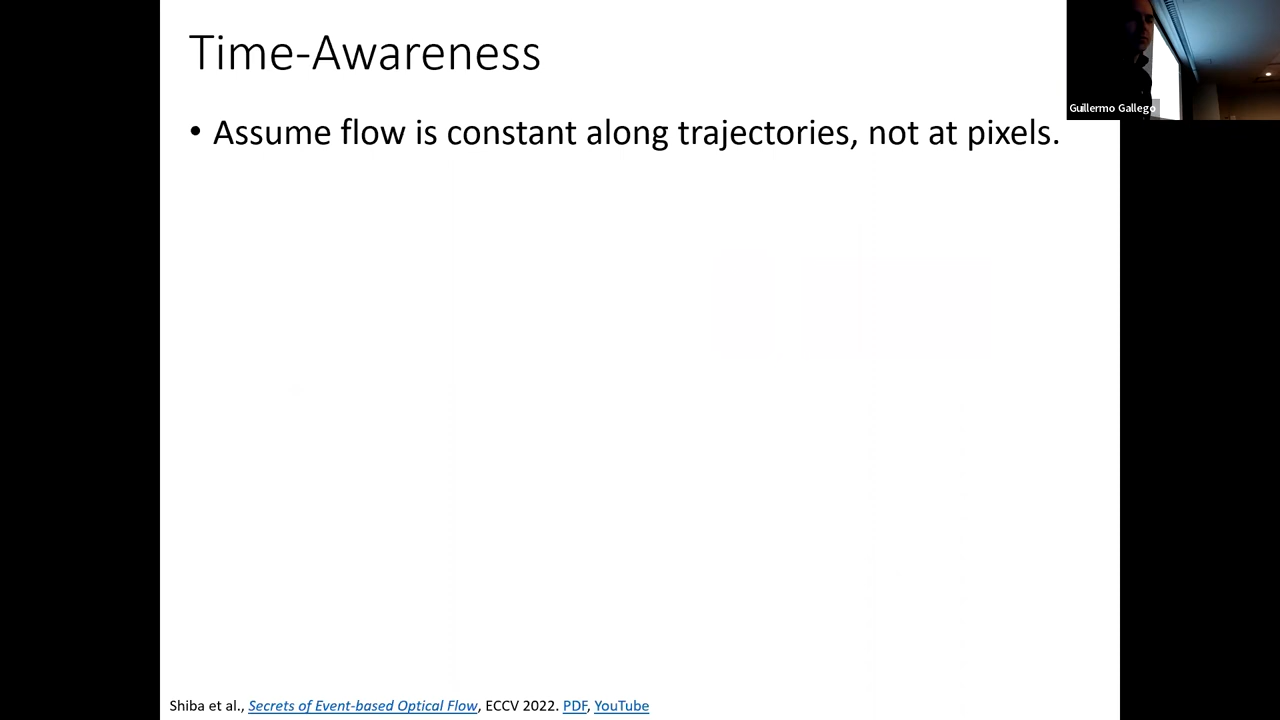 Time-Awareness
Guillermo Gallego
• Assume flow is constant along trajectories, not at pixels.
Shiba et al., Secrets of Event-based Optical Flow, ECCV 2022. PDF, YouTube